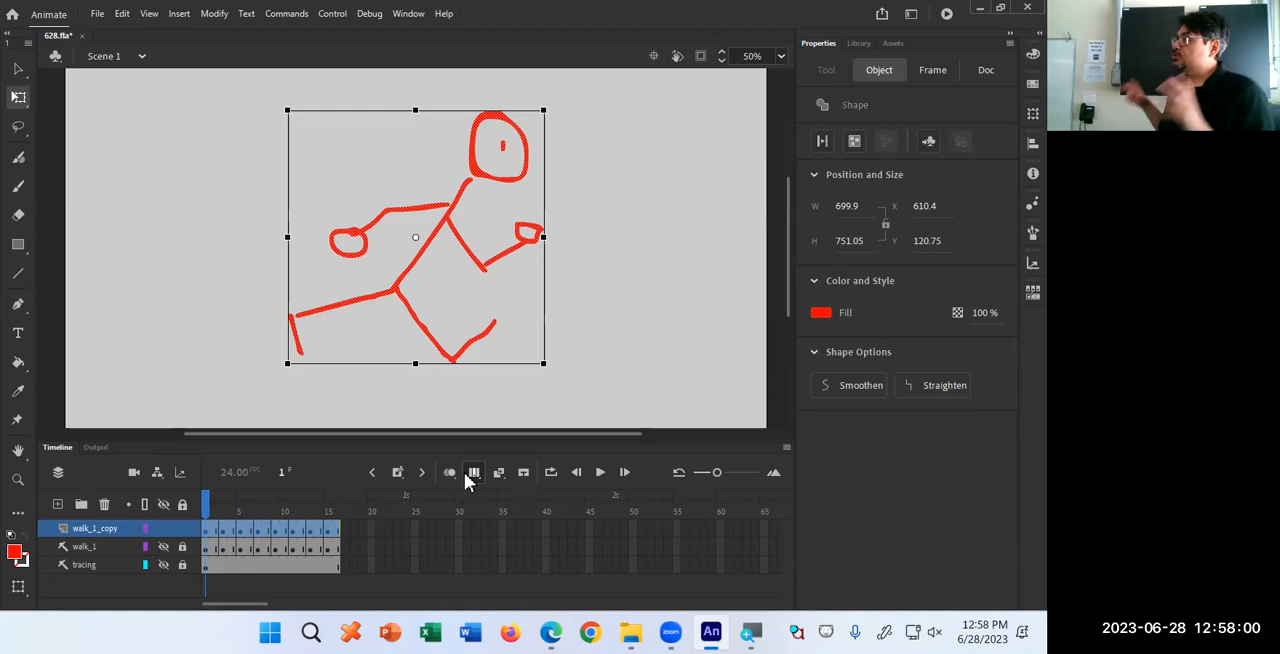 Animate
File Edit View Insert Modify Text Commands Control Debug Window Help
628.fla* ×
Scene 1
50%
Properties Library Assets
Tool Object Frame Doc
Shape
Position and Size
W 699.9 X 610.4
H 751.05 Y 120.75
Color and Style
Fill 100 %
Shape Options
Smoothen Straighten
Timeline Output
24.00 FPS 1 F
1s 2s
5 10 15 20 25 30 35 40 45 50 55 60 65
walk_1_copy
walk_1
tracing
12:58 PM
6/28/2023
2023-06-28 12:58:00